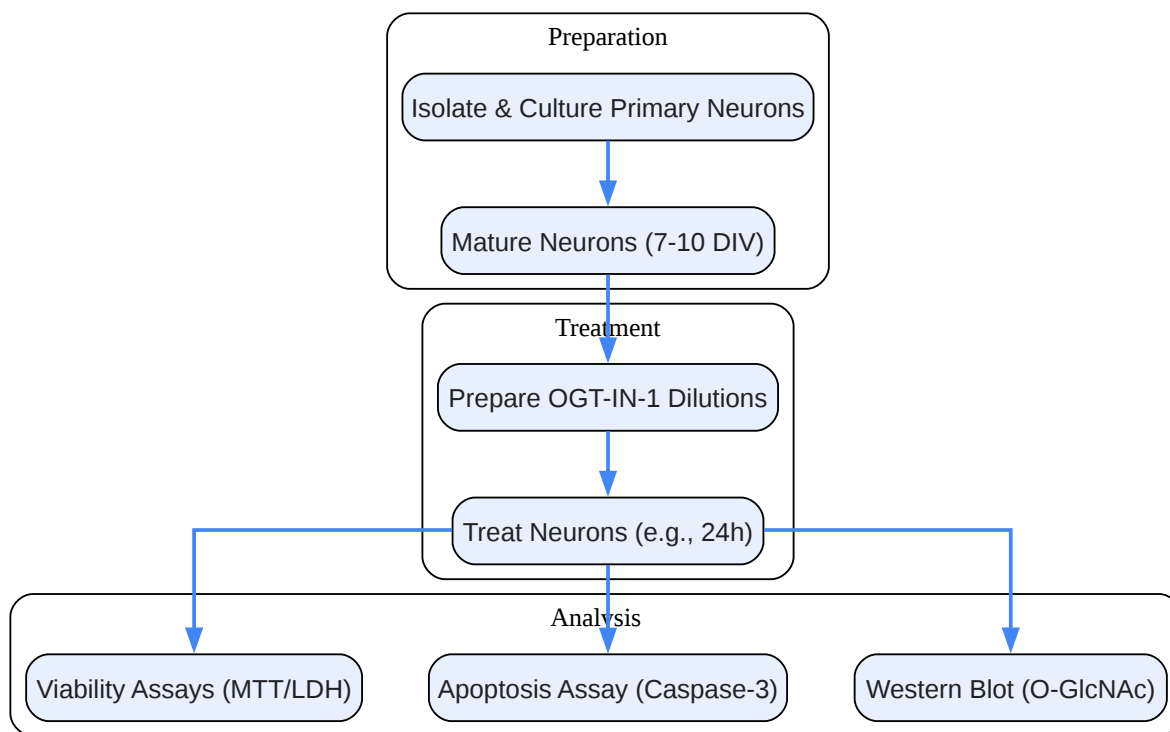 Preparation
Isolate & Culture Primary Neurons
Mature Neurons (7-10 DIV)
Treatment
Prepare OGT-IN-1 Dilutions
Treat Neurons (e.g., 24h)
Analysis
Viability Assays (MTT/LDH)
Apoptosis Assay (Caspase-3)
Western Blot (O-GlcNAc)